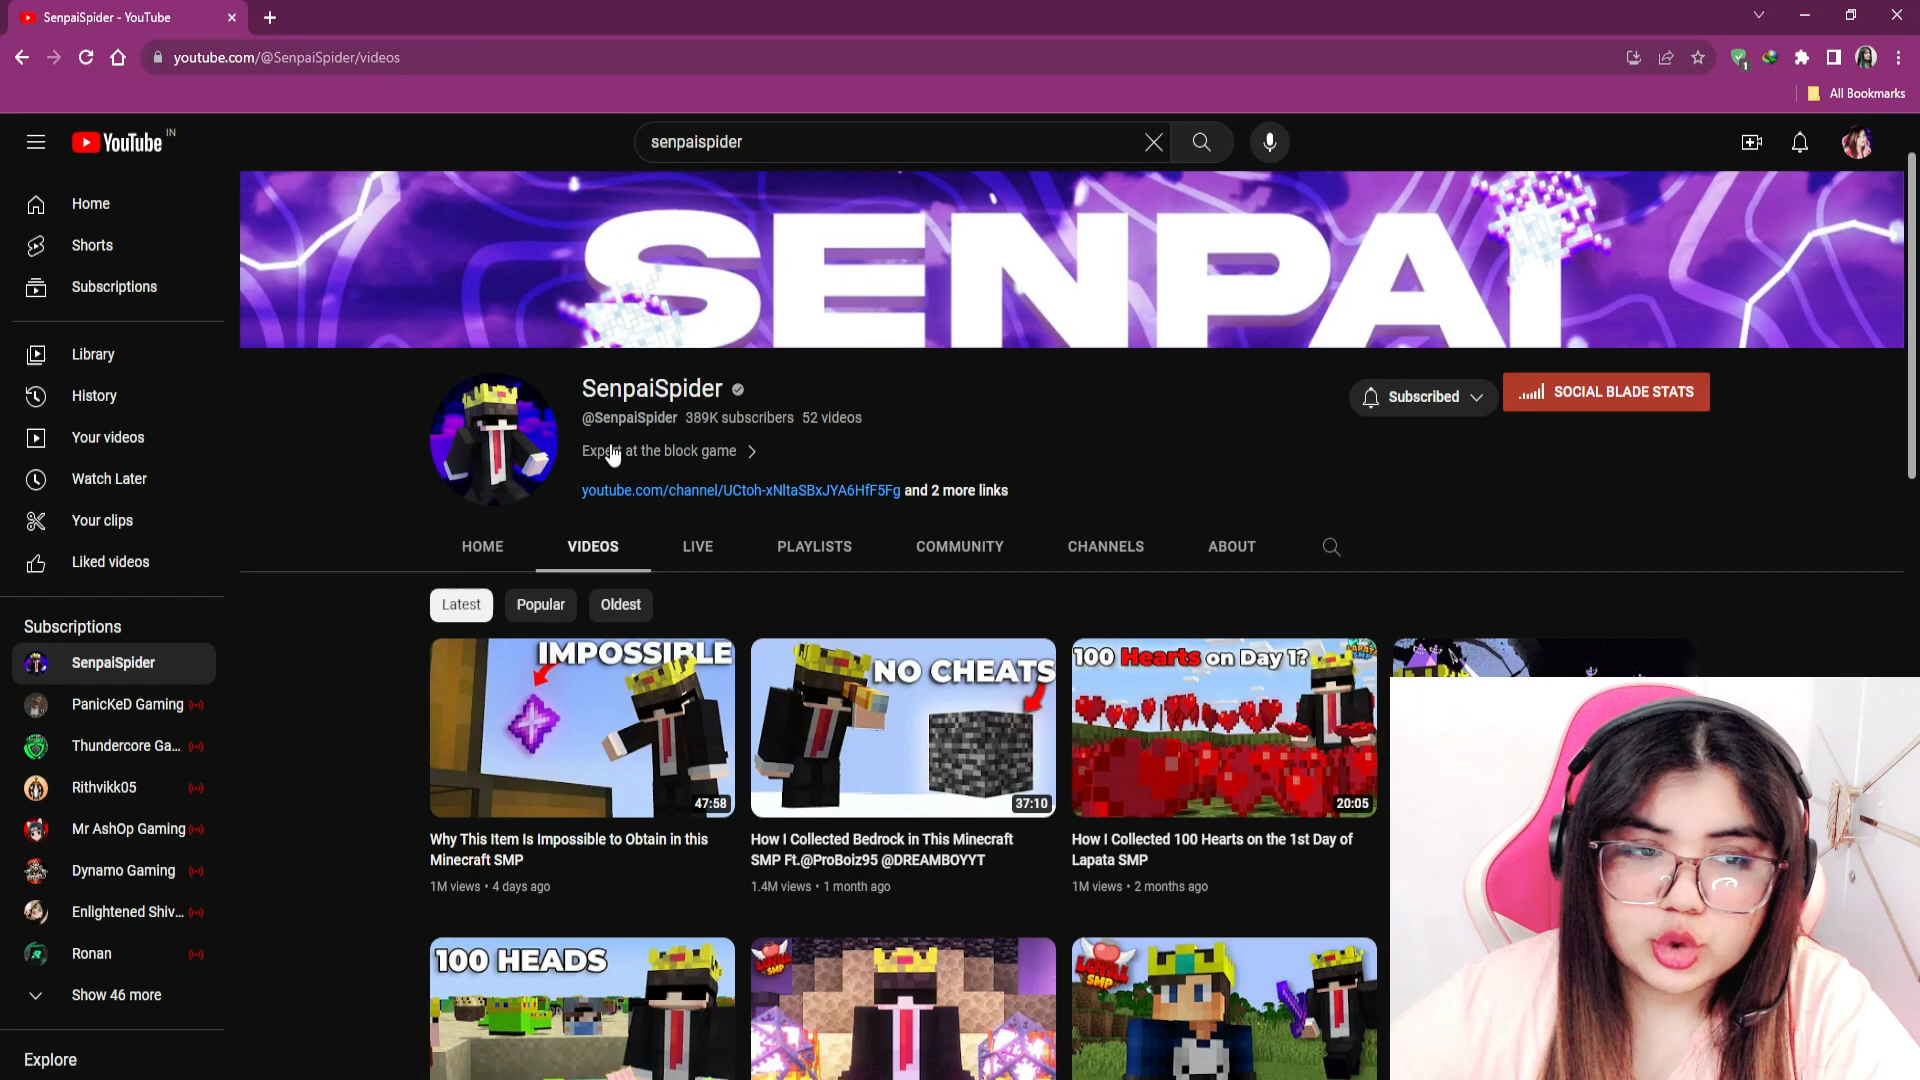 SenpaiSpider - YouTube
youtube.com/@SenpaiSpider/videos
All Bookmarks
YouTube IN
senpaispider
Home
Shorts
Subscriptions
Library
History
Your videos
Watch Later
Your clips
Liked videos
Subscriptions
SenpaiSpider
PanicKeD Gaming
Thundercore Ga...
Rithvikk05
Mr AshOp Gaming
Dynamo Gaming
Enlightened Shiv...
Ronan
Show 46 more
Explore
SENPAI
SenpaiSpider
@SenpaiSpider 389K subscribers 52 videos
Expert at the block game
youtube.com/channel/UCtoh-xNltaSBxJYA6HfF5Fg and 2 more links
Subscribed
SOCIAL BLADE STATS
HOME VIDEOS LIVE PLAYLISTS COMMUNITY CHANNELS ABOUT
Latest Popular Oldest
IMPOSSIBLE
47:58
Why This Item Is Impossible to Obtain in this
Minecraft SMP
1M views • 4 days ago
NO CHEATS
37:10
How I Collected Bedrock in This Minecraft
SMP Ft.@ProBoiz95 @DREAMBOYYT
1.4M views • 1 month ago
100 Hearts on Day 1?
LAPATA
SMP
20:05
How I Collected 100 Hearts on the 1st Day of
Lapata SMP
1M views • 2 months ago
100 HEADS
LOYAL
SMP
LOYAL
SMP